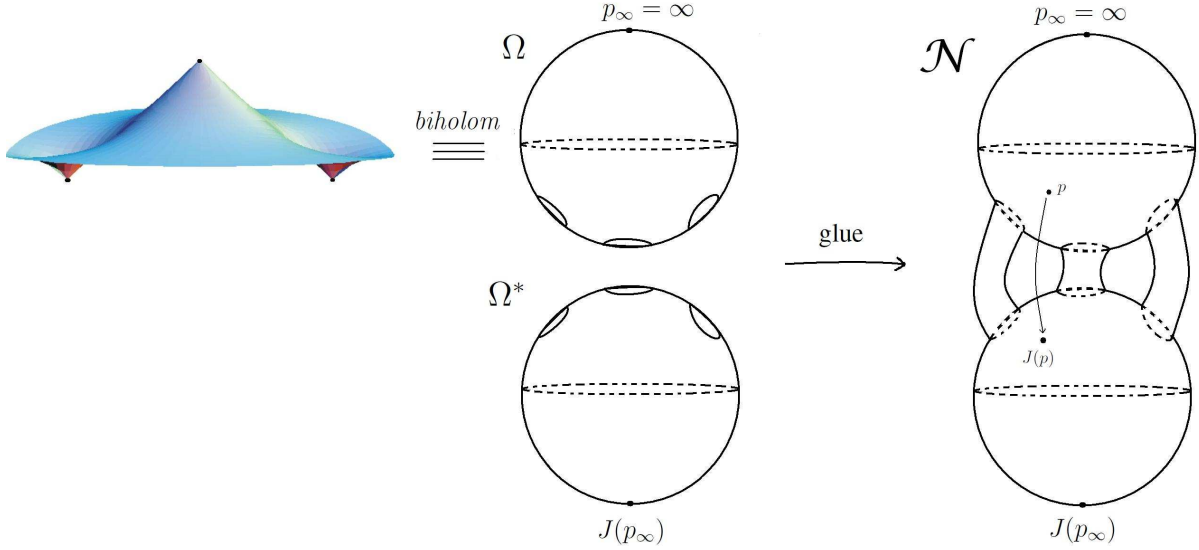 biholom
Ω
p∞ = ∞
Ω*
J(p∞)
glue
𝒩
p∞ = ∞
p
J(p)
J(p∞)